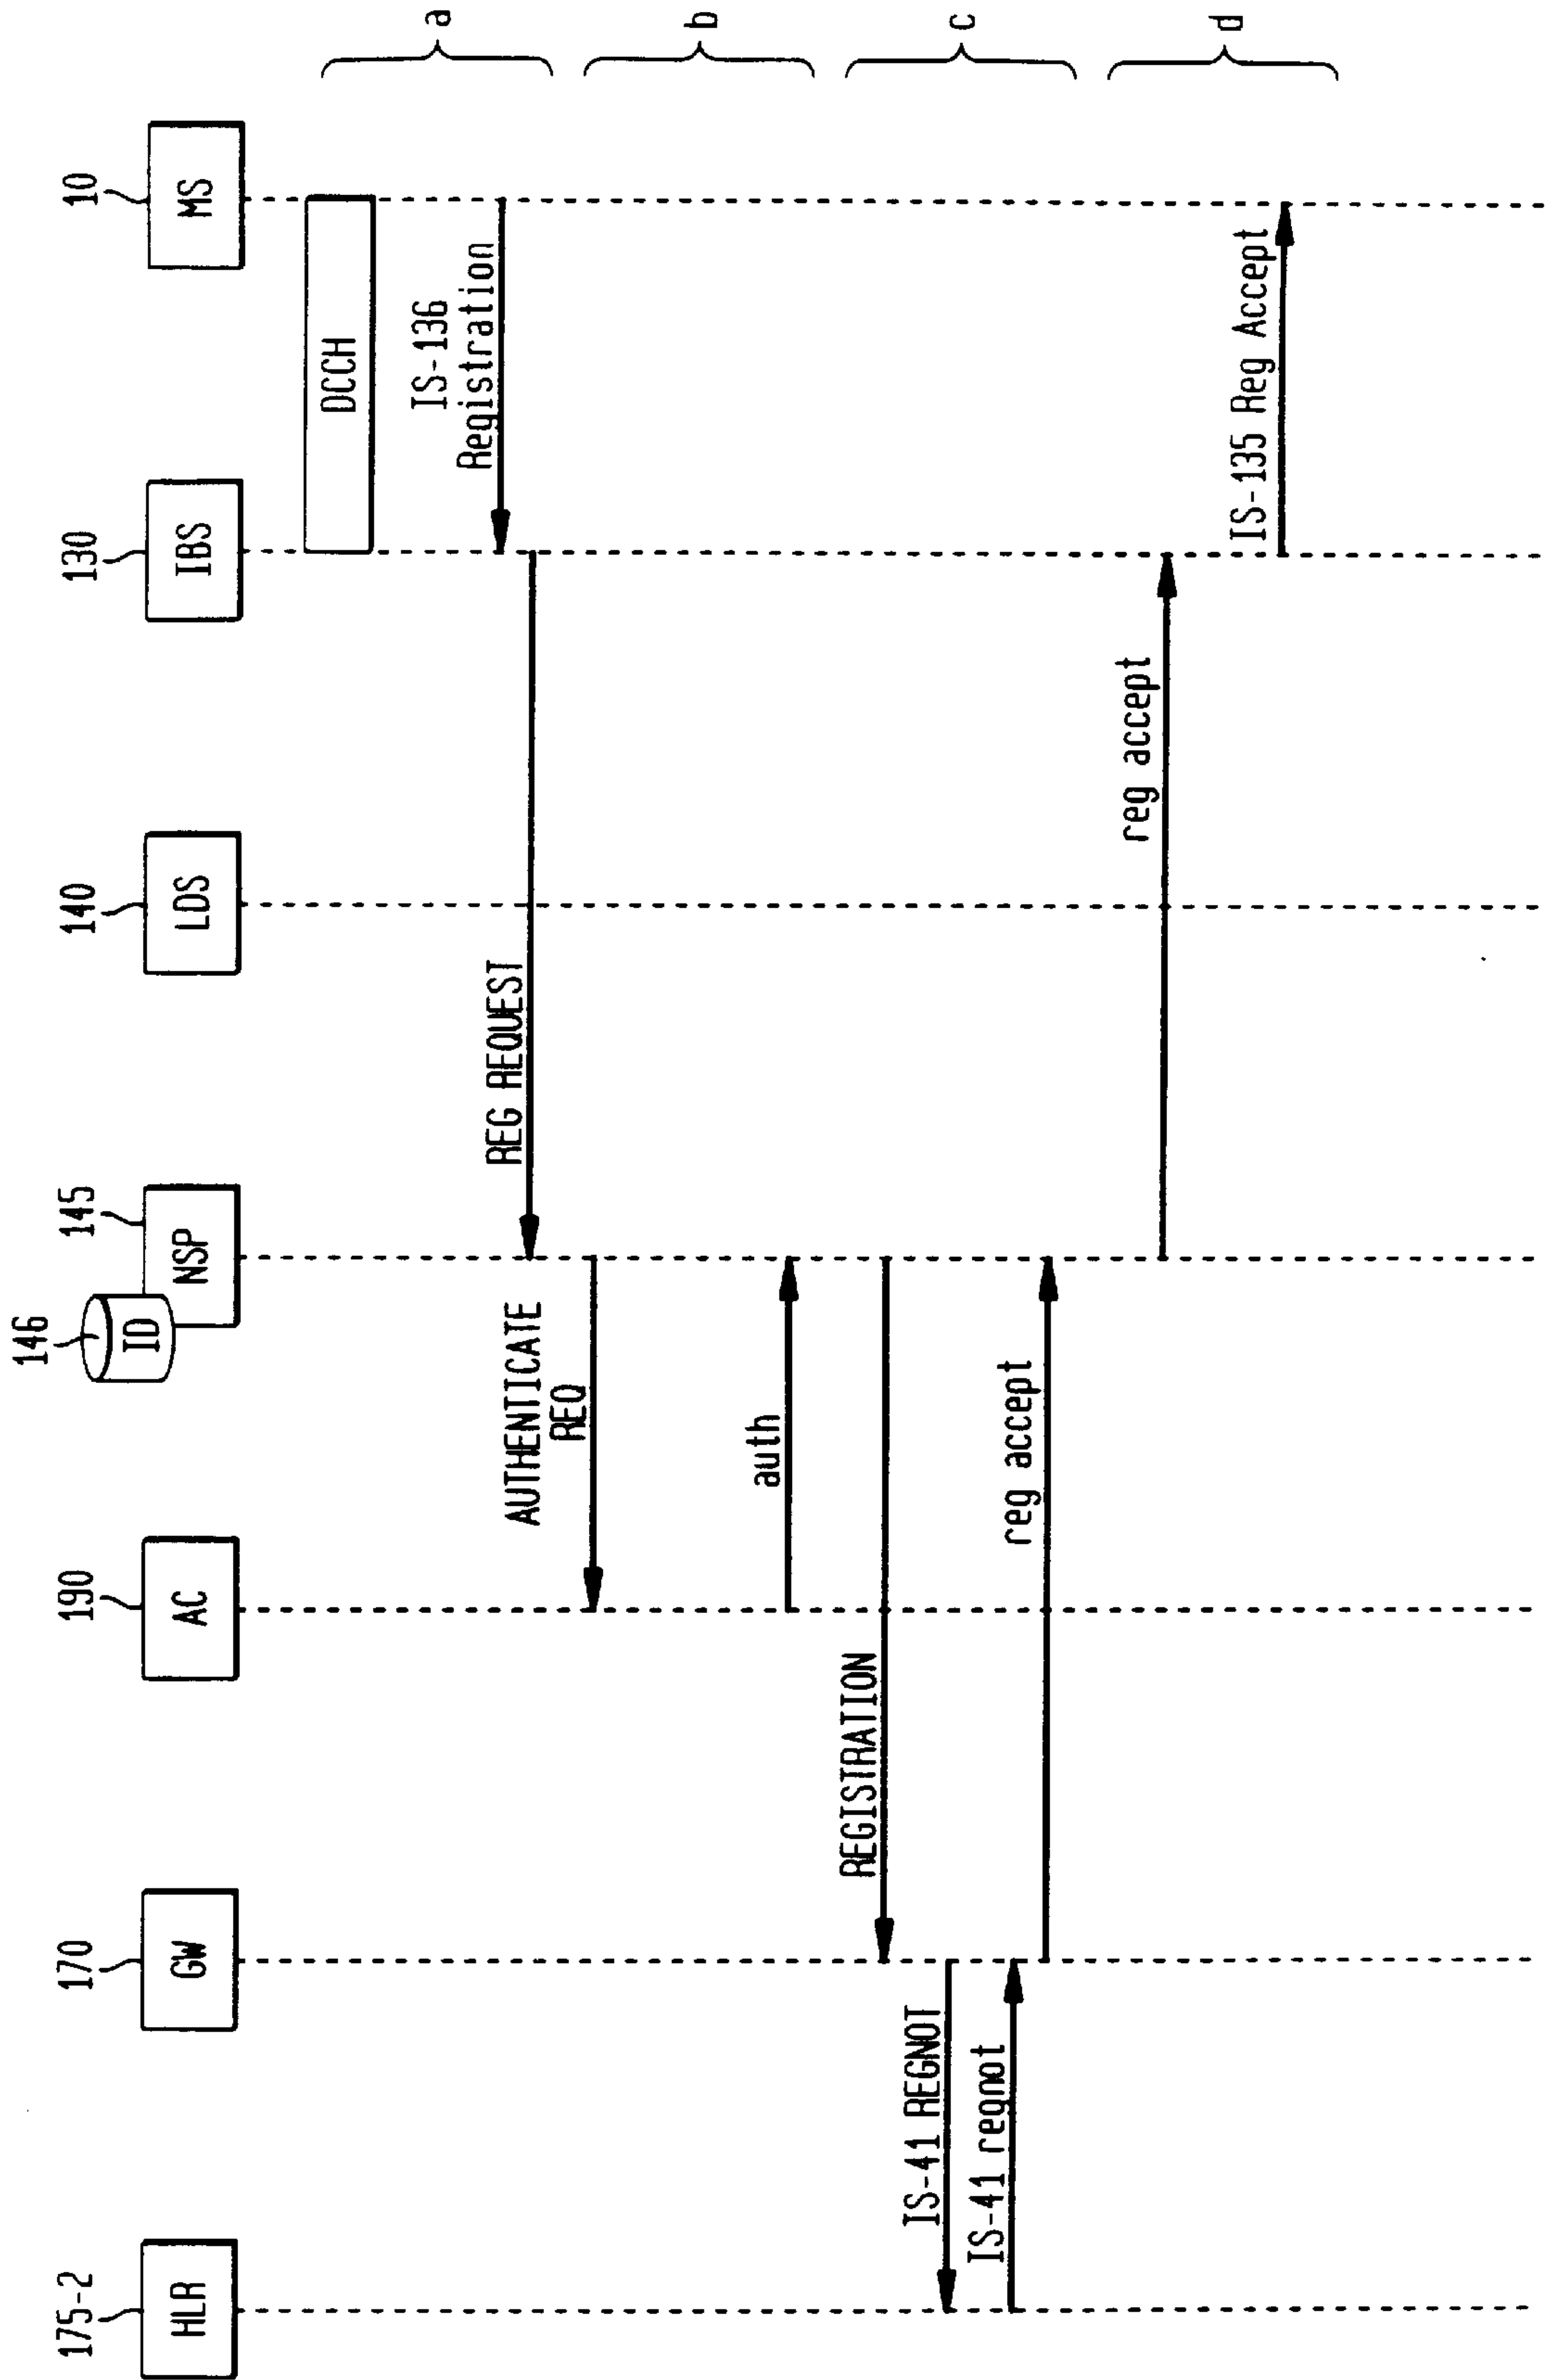 175-2
170
190
146
145
140
130
10
HLR
GW
AC
ID
NSP
LDS
IBS
MS
DCCH
a
IS-136
Registration
REG REQUEST
AUTHENTICATE
REQ
b
auth
REGISTRATION
c
IS-41 REGNOT
IS-41 regnot
reg accept
reg accept
d
IS-135 Reg Accept